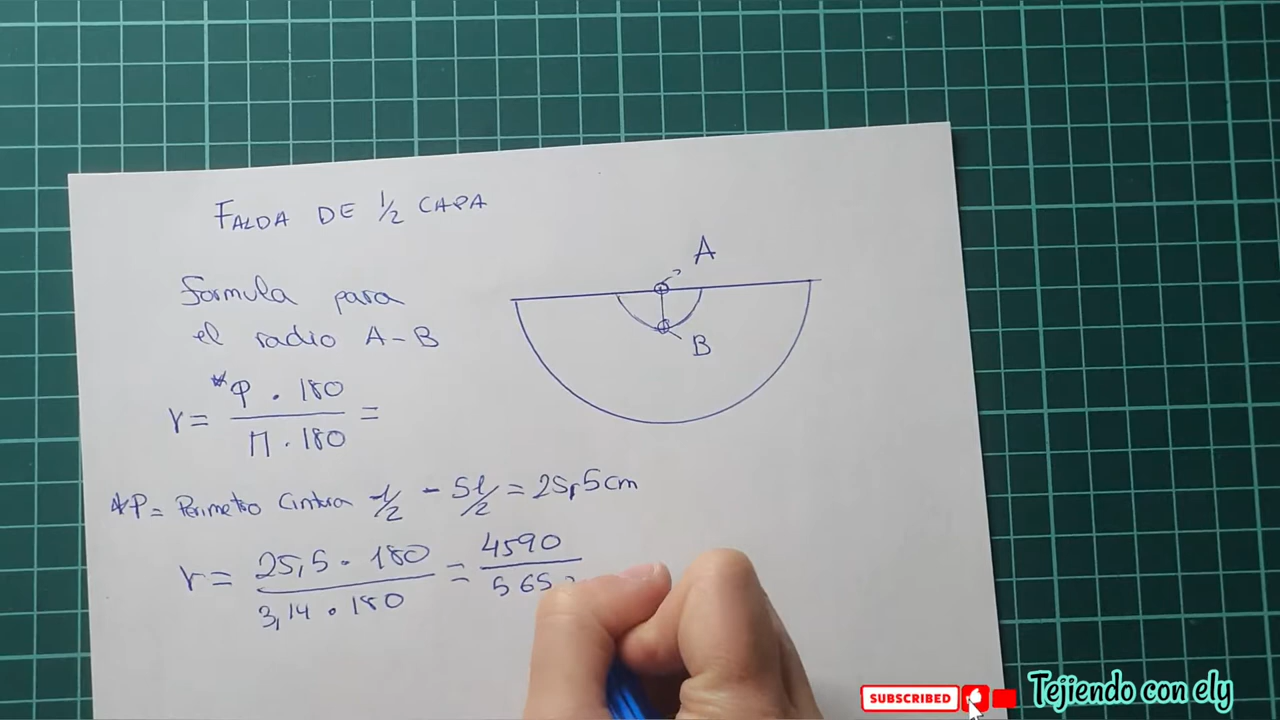 FALDA DE 1/2 CAPA
formula para
el radio A-B
r = *P . 180 / π . 180 =
A
B
*P = Perimetro Cintura 1/2 - 51/2 = 25,5cm
r = 25,5 . 180 / 3,14 . 180 = 4590 / 565
SUBSCRIBED
Tejiendo con ely